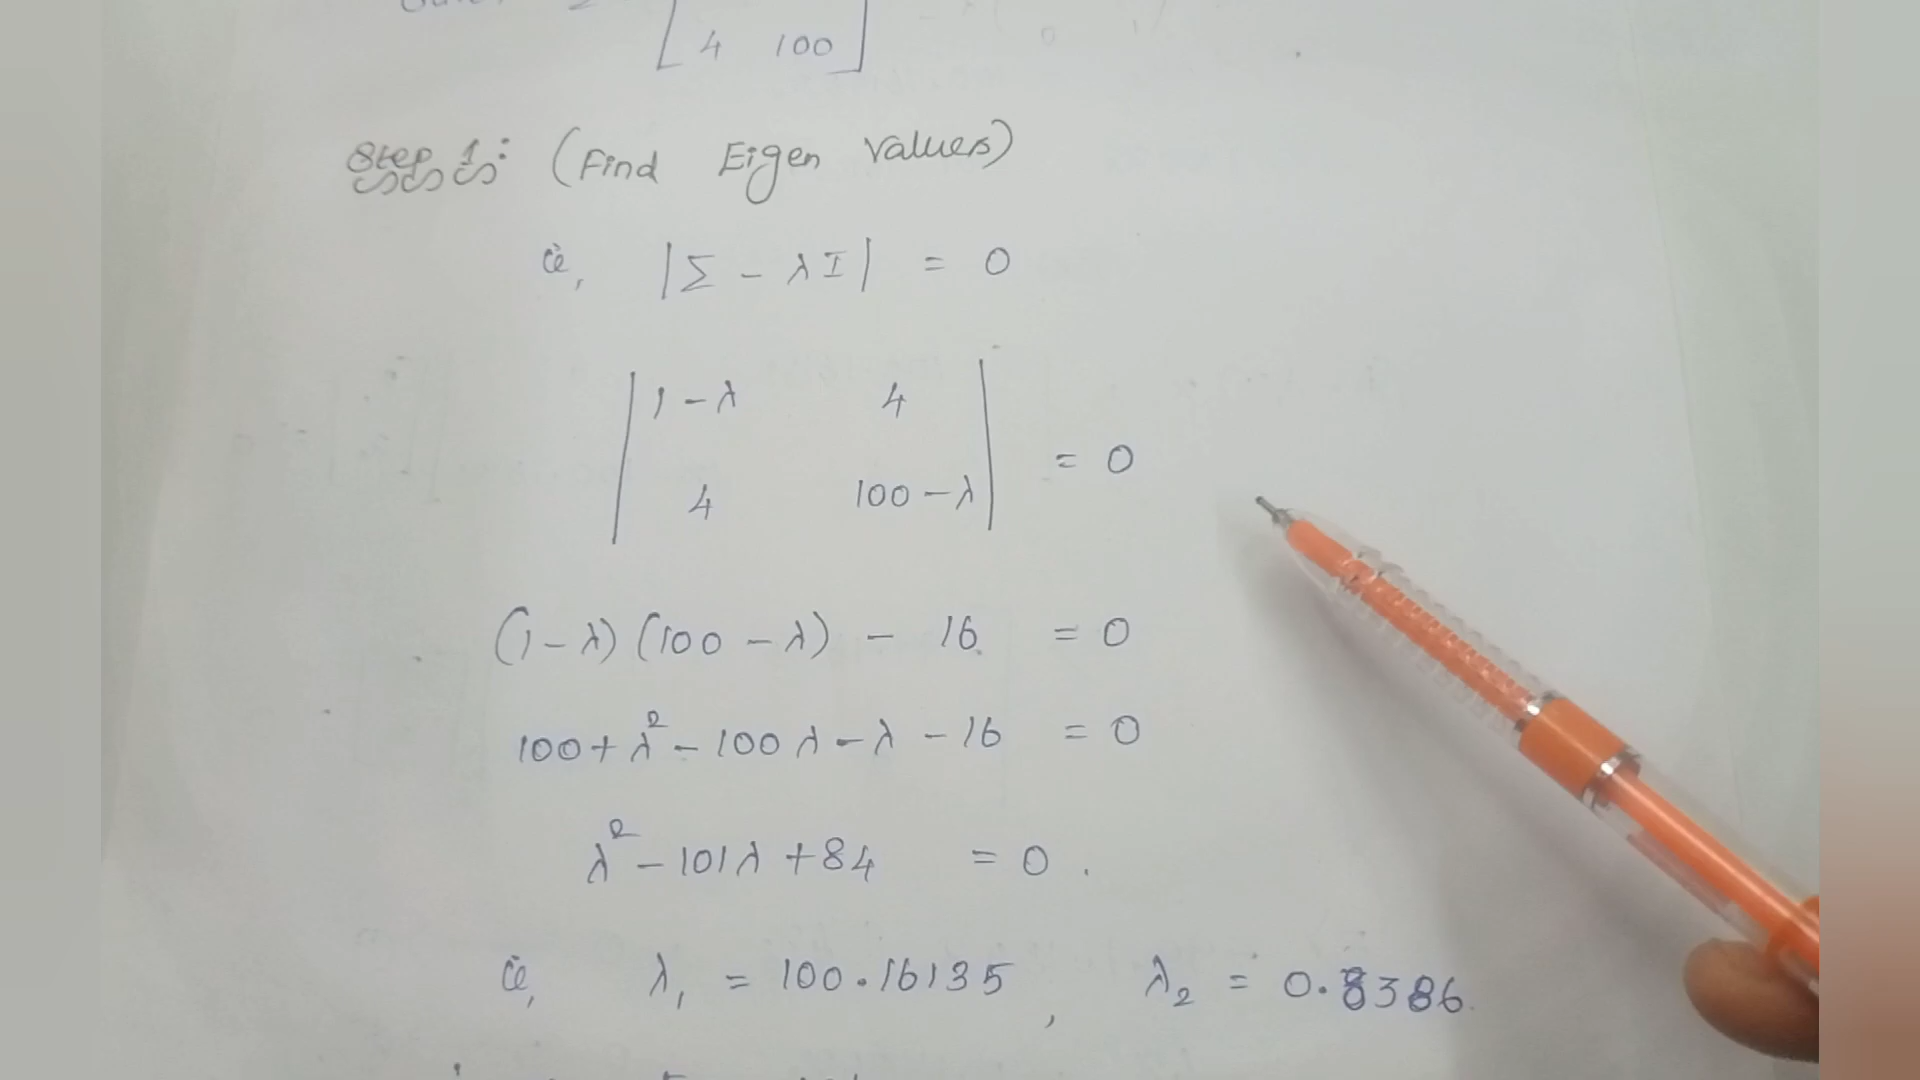 4 100
Step 1: (Find Eigen Values)
ie, |Σ - λI| = 0
1-λ 4
= 0
4 100-λ
(1-λ) (100-λ) - 16 = 0
100+λ²-100λ-λ-16 = 0
λ²-101λ+84 = 0.
ie, λ₁ = 100.16135, λ₂ = 0.8386.